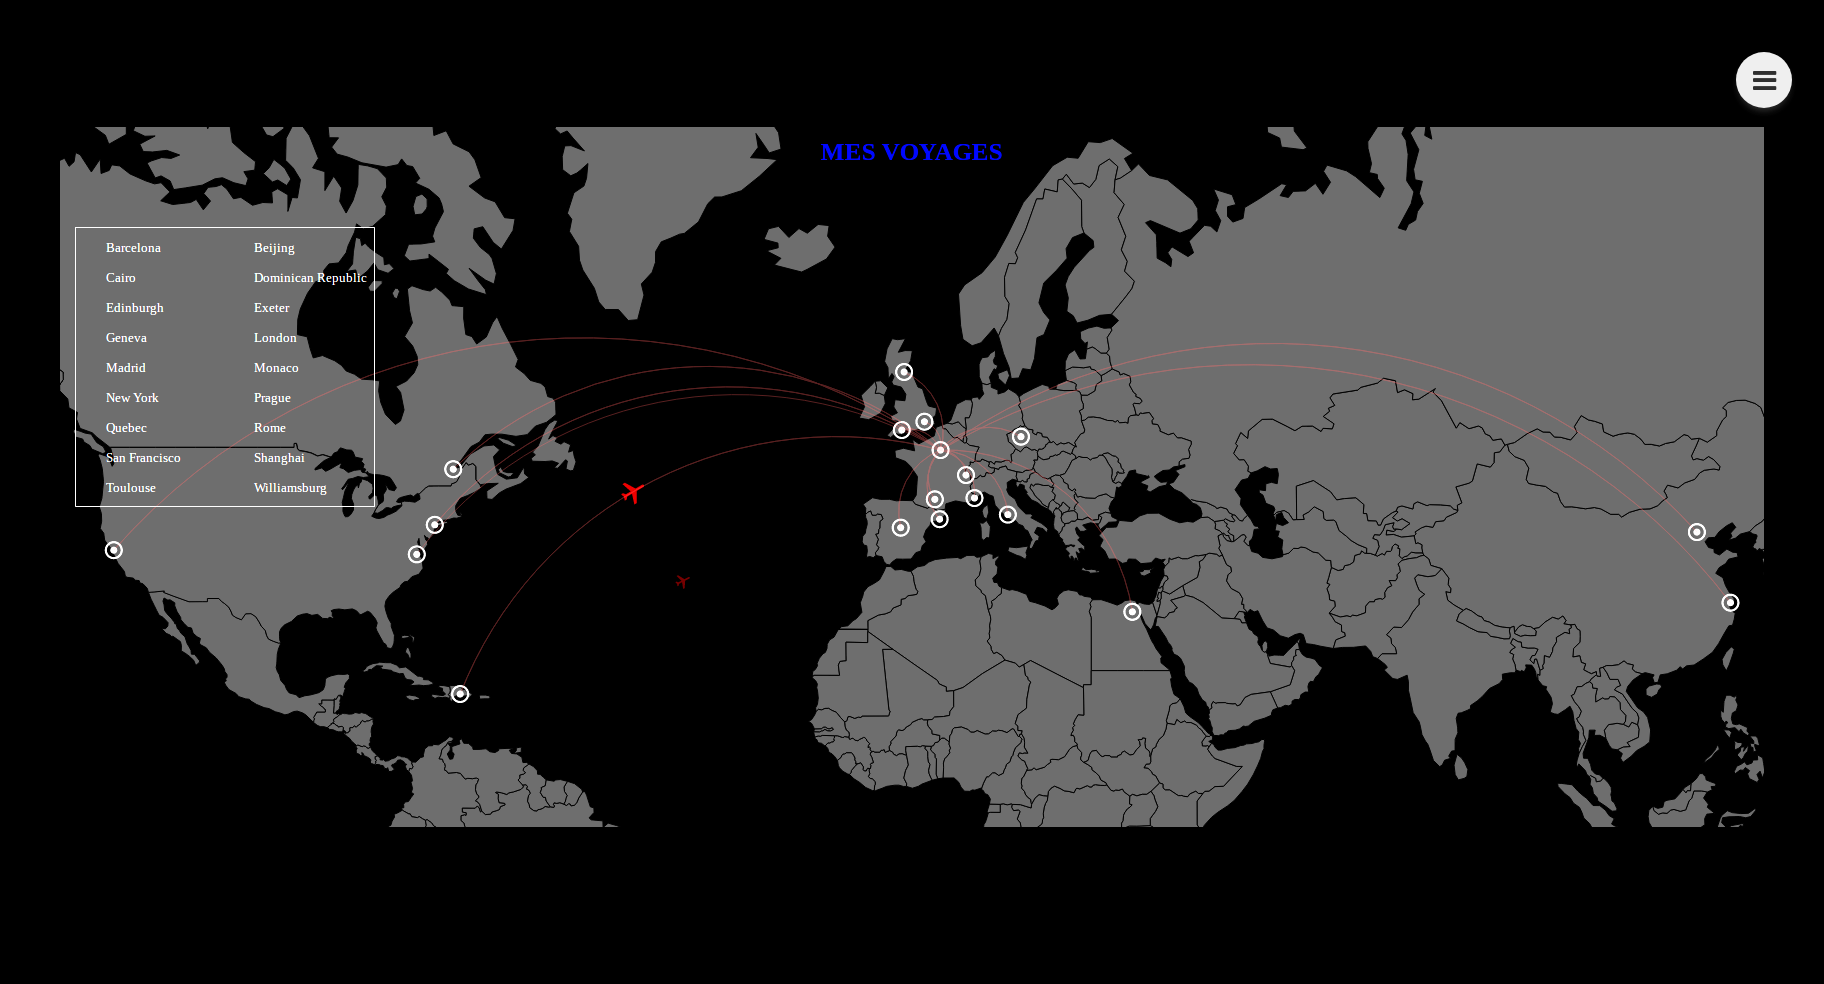 MES VOYAGES
Barcelona Beijing
Cairo Dominican Republic
Edinburgh Exeter
Geneva London
Madrid Monaco
New York Prague
Quebec Rome
San Francisco Shanghai
Toulouse Williamsburg